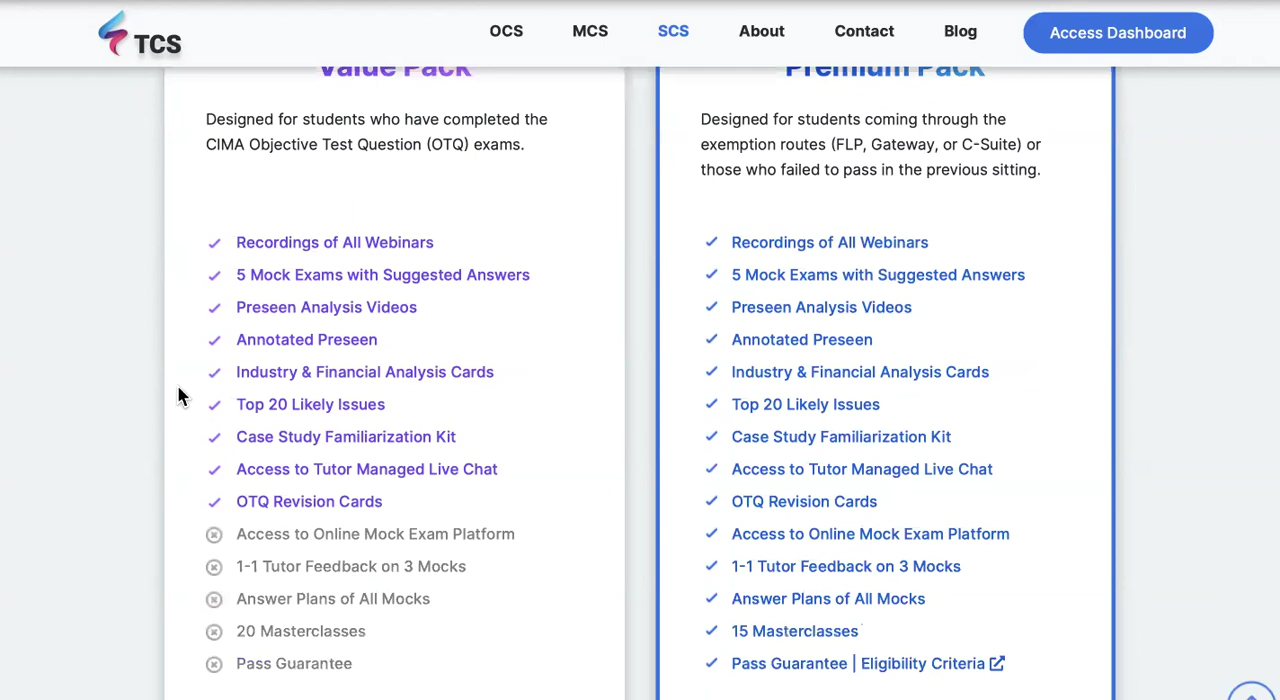 TCS
OCS
MCS
SCS
About
Contact
Blog
Access Dashboard
Value Pack
Designed for students who have completed the
CIMA Objective Test Question (OTQ) exams.
Recordings of All Webinars
5 Mock Exams with Suggested Answers
Preseen Analysis Videos
Annotated Preseen
Industry & Financial Analysis Cards
Top 20 Likely Issues
Case Study Familiarization Kit
Access to Tutor Managed Live Chat
OTQ Revision Cards
Access to Online Mock Exam Platform
1-1 Tutor Feedback on 3 Mocks
Answer Plans of All Mocks
20 Masterclasses
Pass Guarantee
Premium Pack
Designed for students coming through the
exemption routes (FLP, Gateway, or C-Suite) or
those who failed to pass in the previous sitting.
Recordings of All Webinars
5 Mock Exams with Suggested Answers
Preseen Analysis Videos
Annotated Preseen
Industry & Financial Analysis Cards
Top 20 Likely Issues
Case Study Familiarization Kit
Access to Tutor Managed Live Chat
OTQ Revision Cards
Access to Online Mock Exam Platform
1-1 Tutor Feedback on 3 Mocks
Answer Plans of All Mocks
15 Masterclasses
Pass Guarantee | Eligibility Criteria